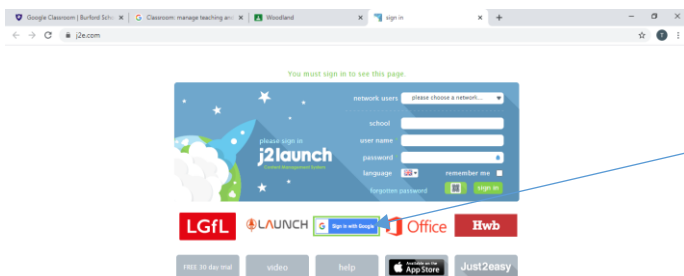 Google Classroom | Burford Scho
Classroom: manage teaching and
Woodland
sign in
j2e.com
You must sign in to see this page
network users please choose a network...
school
please sign in
user name
j2launch
password
language
remember me
forgotten password
sign in
LGfL
LAUNCH
Sign in with Google
Office
Hwb
FREE 30 day trial
video
help
Available on the
App Store
Just2easy